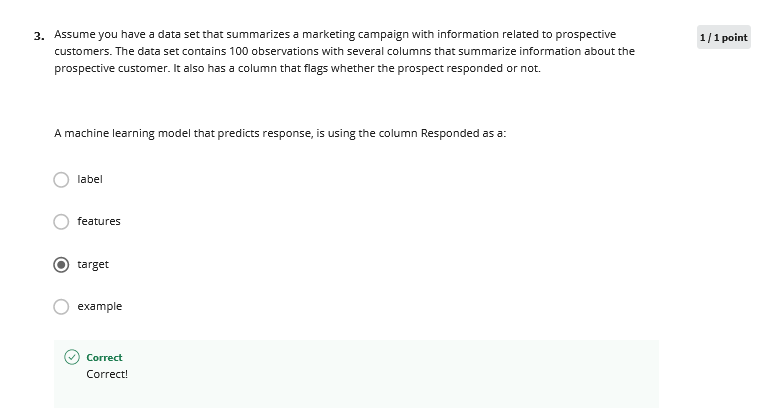 3. Assume you have a data set that summarizes a marketing campaign with information related to prospective
1 / 1 point
customers. The data set contains 100 observations with several columns that summarize information about the
prospective customer. It also has a column that flags whether the prospect responded or not.
A machine learning model that predicts response, is using the column Responded as a:
label
features
target
example
Correct
Correct!